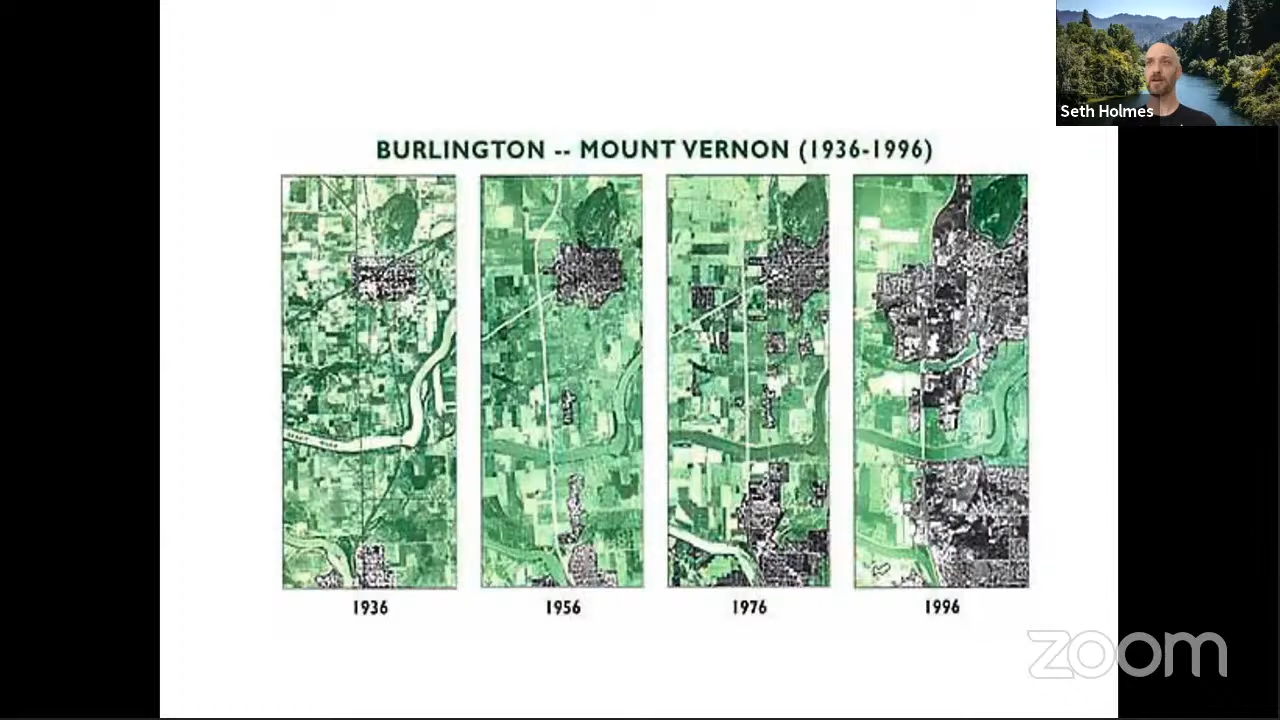 Seth Holmes
BURLINGTON -- MOUNT VERNON (1936-1996)
1936
1956
1976
1996
zoom